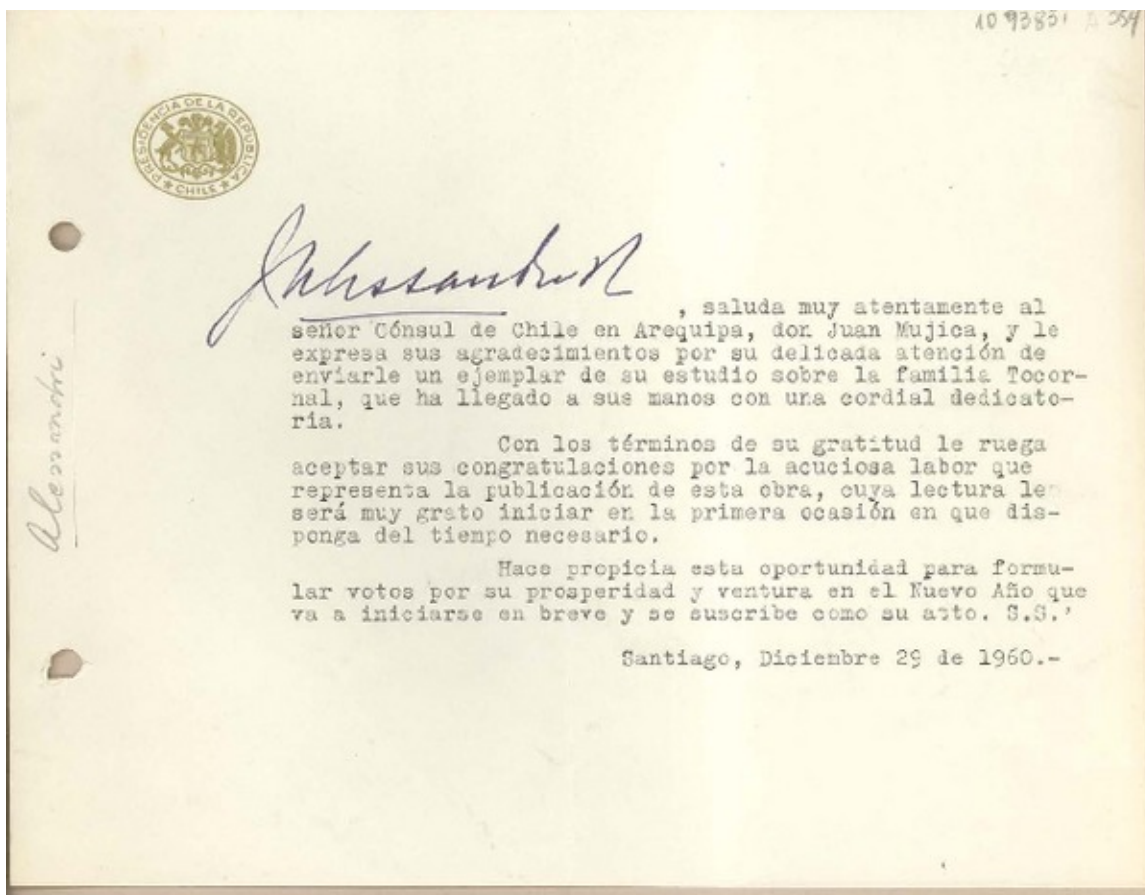 1093831 A 354
PRESIDENCIA DE LA REPUBLICA
* CHILE *
JAlessandri
, saluda muy atentamente al
señor Cónsul de Chile en Arequipa, don Juan Mujica, y le
expresa sus agradecimientos por su delicada atención de
enviarle un ejemplar de su estudio sobre la familia Tocor-
nal, que ha llegado a sus manos con una cordial dedicato-
ria.
Con los términos de su gratitud le ruega
aceptar sus congratulaciones por la acuciosa labor que
representa la publicación de esta obra, cuya lectura le
será muy grato iniciar en la primera ocasión en que dis-
ponga del tiempo necesario.
Hace propicia esta oportunidad para formu-
lar votos por su prosperidad y ventura en el Nuevo Año que
va a iniciarse en breve y se suscribe como su atto. S.S.'
Santiago, Diciembre 29 de 1960.-
Alessandri